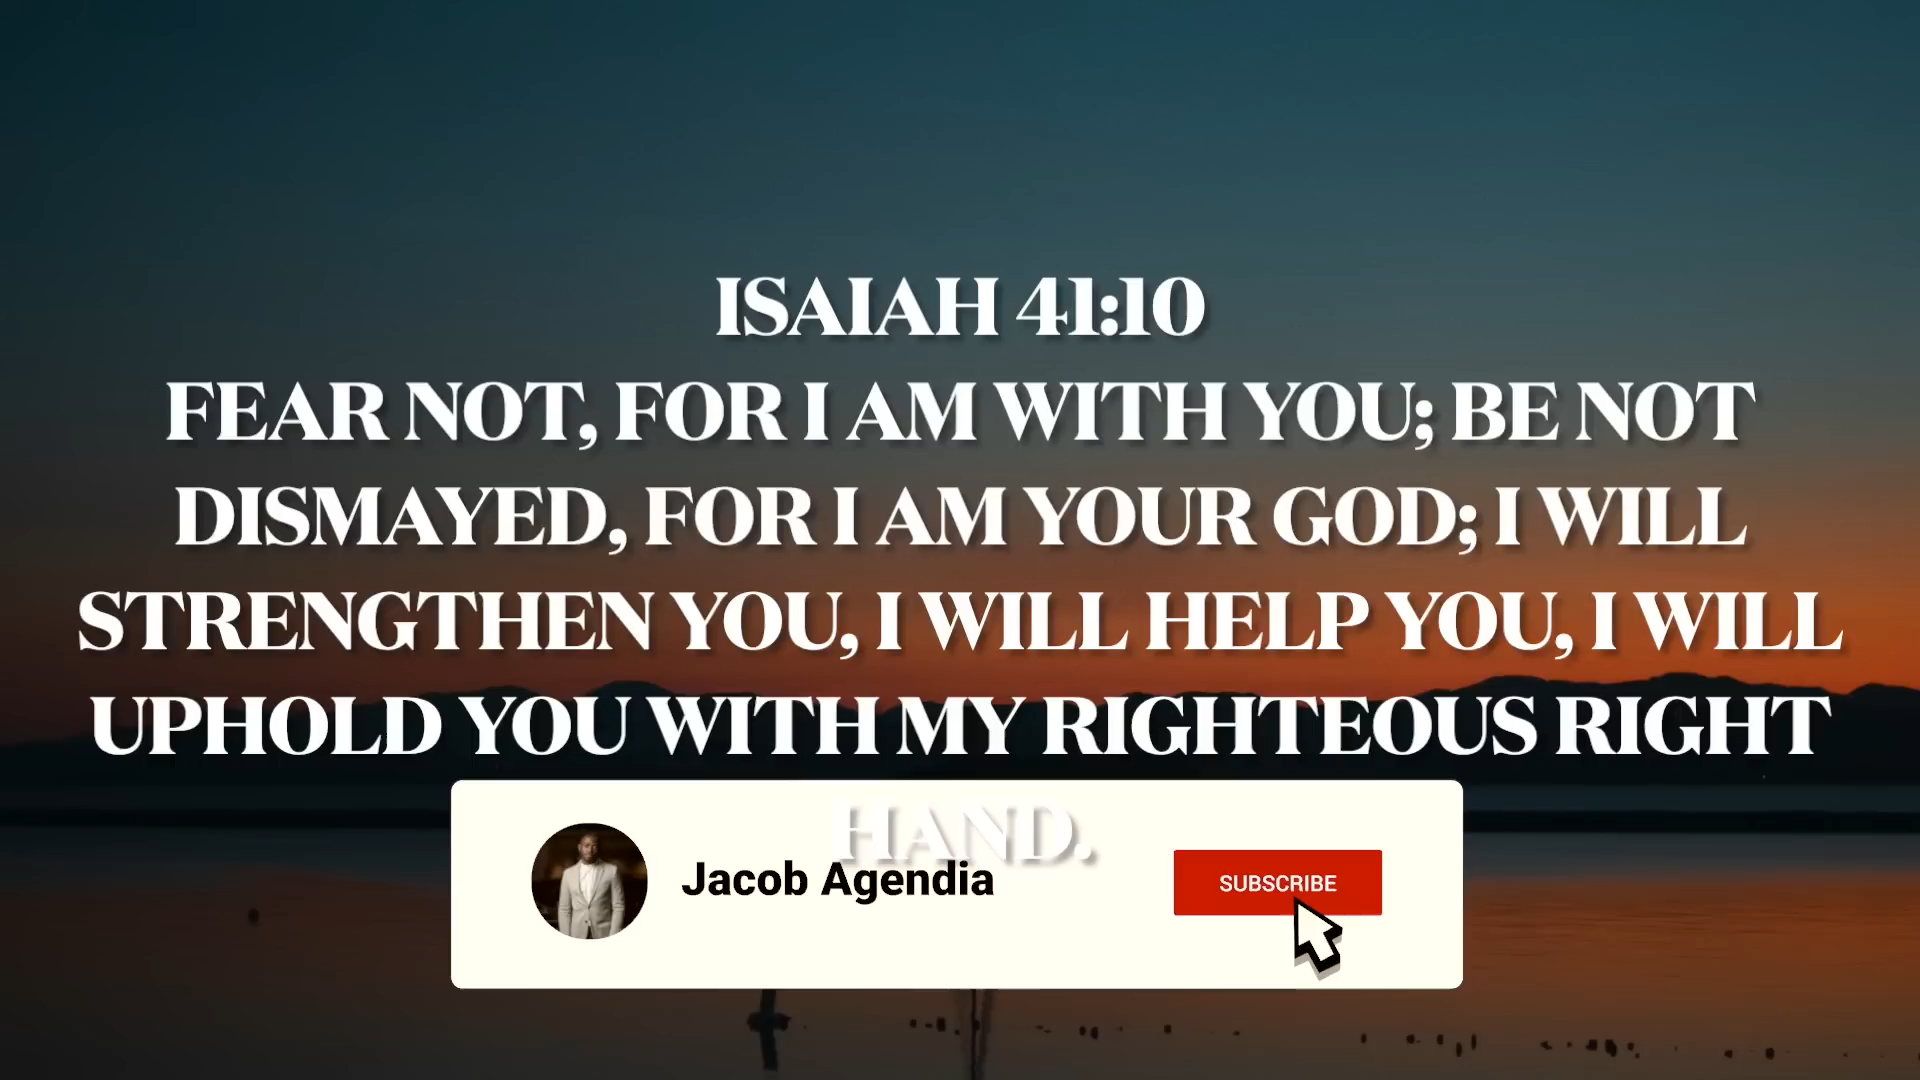 ISAIAH 41:10
FEAR NOT, FOR I AM WITH YOU; BE NOT
DISMAYED, FOR I AM YOUR GOD; I WILL
STRENGTHEN YOU, I WILL HELP YOU, I WILL
UPHOLD YOU WITH MY RIGHTEOUS RIGHT
HAND.
Jacob Agendia
SUBSCRIBE